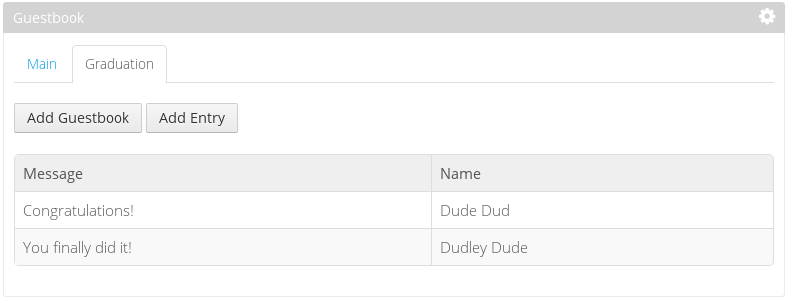 Guestbook
Main Graduation
Add Guestbook Add Entry
Message Name
Congratulations! Dude Dud
You finally did it! Dudley Dude